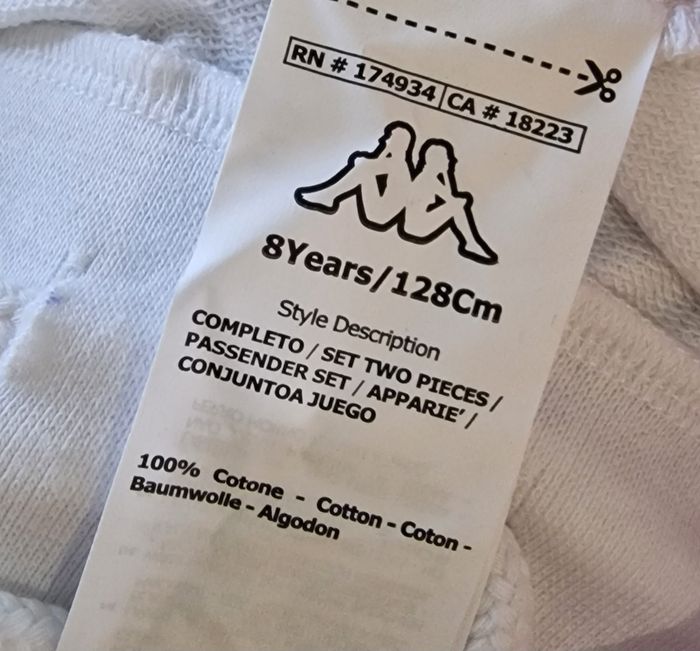 RN # 174934 CA # 18223
8Years/128Cm
Style Description
COMPLETO / SET TWO PIECES /
PASSENDER SET / APPARIE’ /
CONJUNTOA JUEGO
100% Cotone - Cotton - Coton -
Baumwolle - Algodon